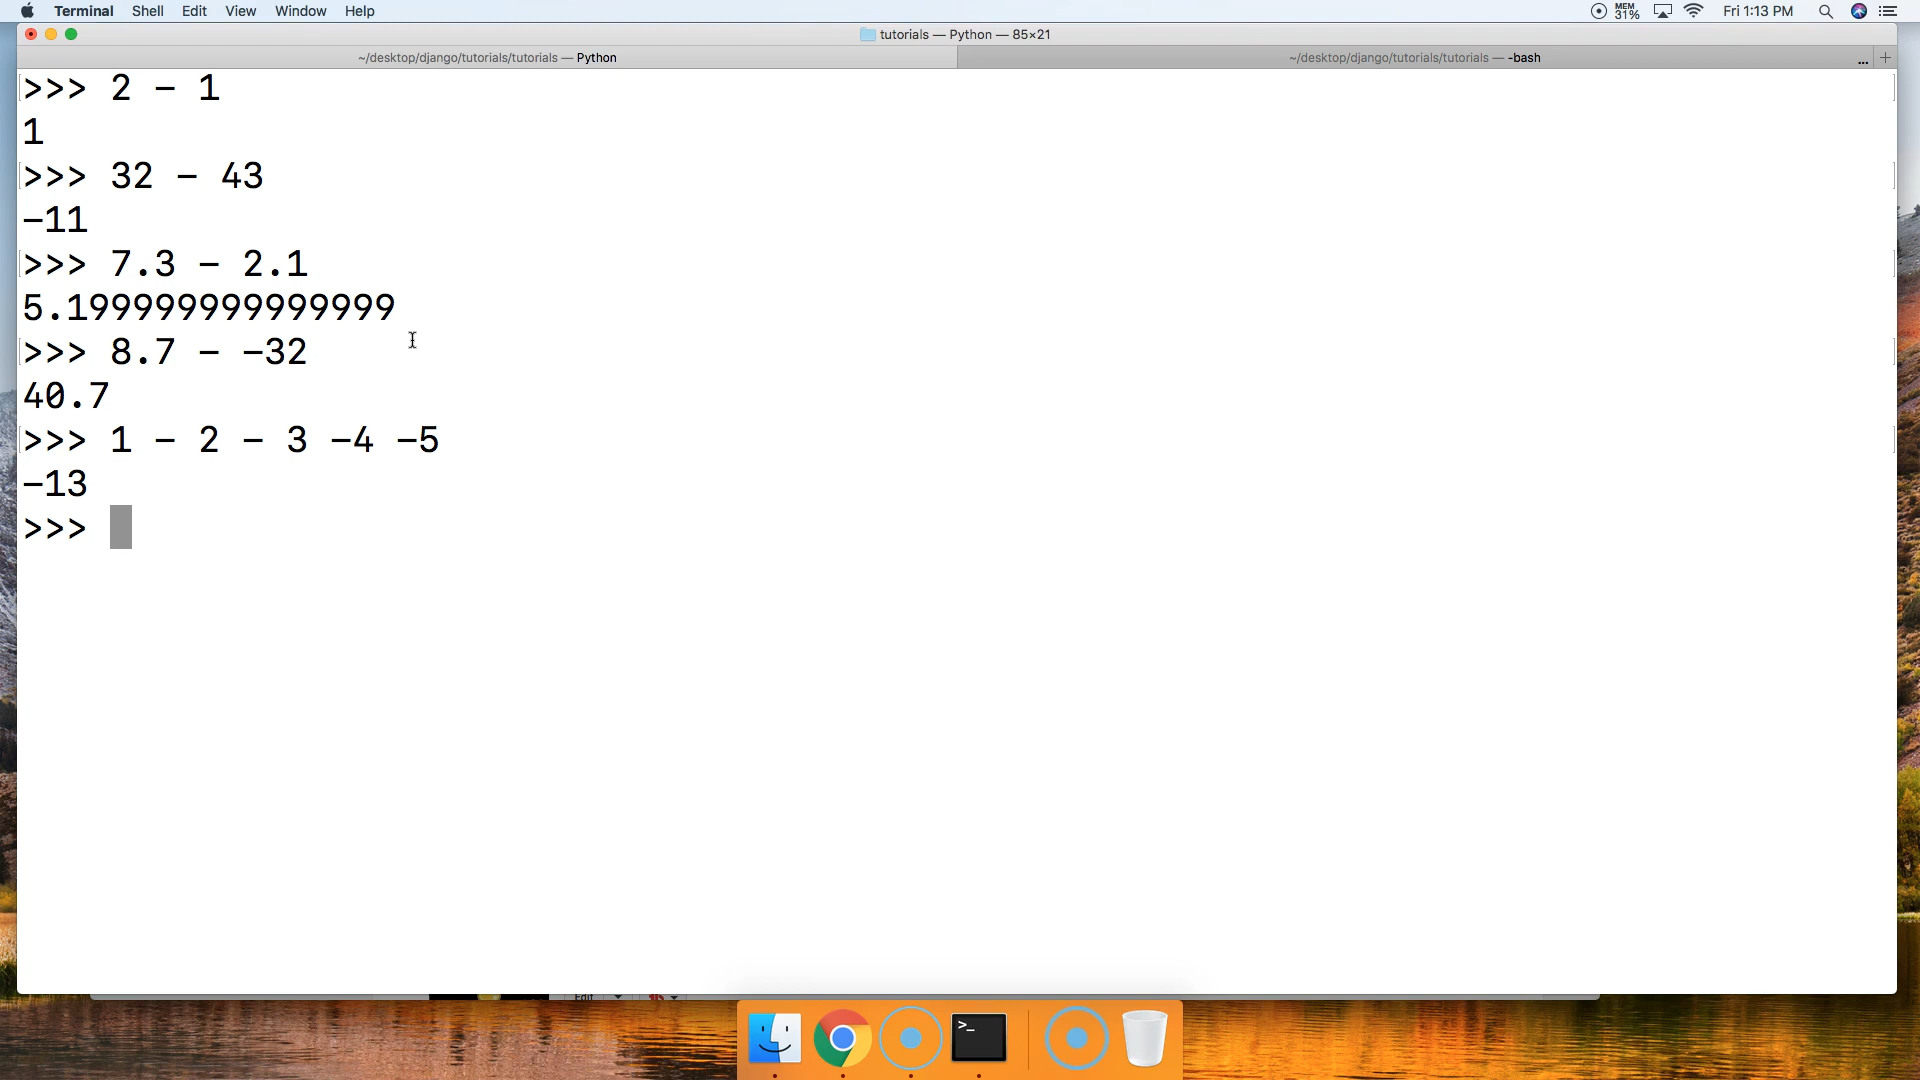 Terminal Shell Edit View Window Help MEM 31% Fri 1:13 PM
tutorials — Python — 85×21
~/desktop/django/tutorials/tutorials — Python ~/desktop/django/tutorials/tutorials — -bash ... +
>>> 2 - 1
1
>>> 32 - 43
-11
>>> 7.3 - 2.1
5.199999999999999
>>> 8.7 - -32
40.7
>>> 1 - 2 - 3 -4 -5
-13
>>>
Edit
>_